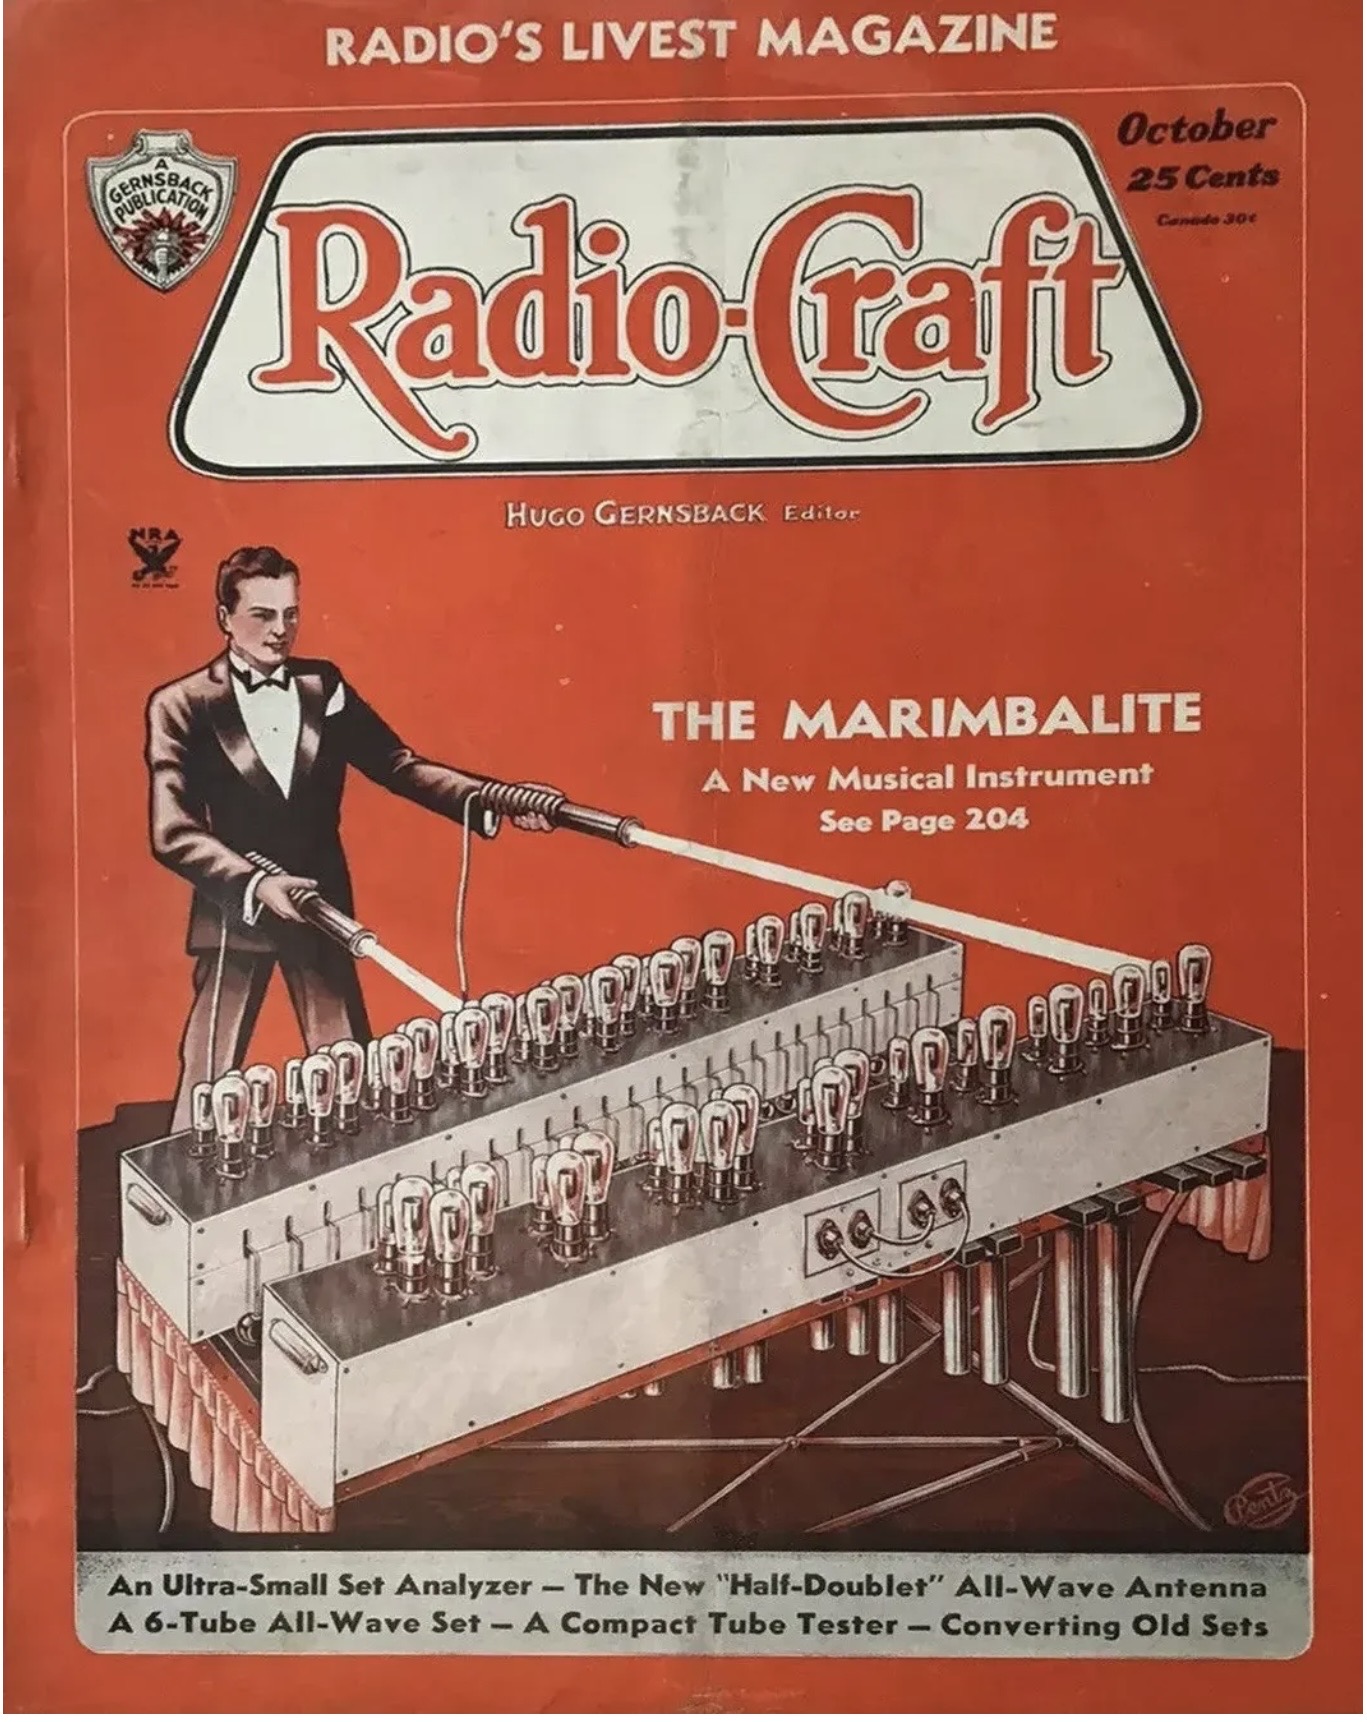 RADIO'S LIVEST MAGAZINE
October
25 Cents
Canada 30¢
A
GERNSBACK
PUBLICATION
Radio-Craft
HUGO GERNSBACK Editor
NRA
THE MARIMBALITE
A New Musical Instrument
See Page 204
Pentz
An Ultra-Small Set Analyzer — The New "Half-Doublet" All-Wave Antenna
A 6-Tube All-Wave Set — A Compact Tube Tester — Converting Old Sets